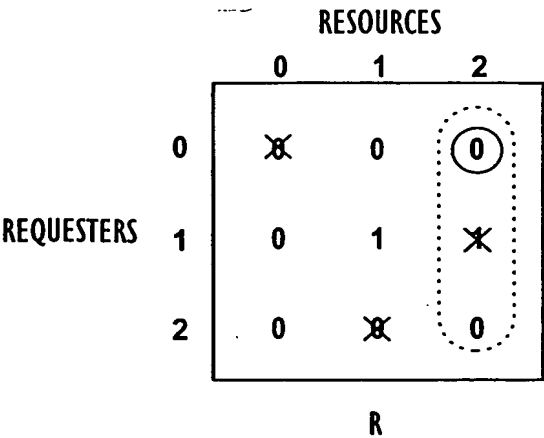 RESOURCES
0 1 2
0 0 0 0
REQUESTERS 1 0 1 1
2 0 0 0
R